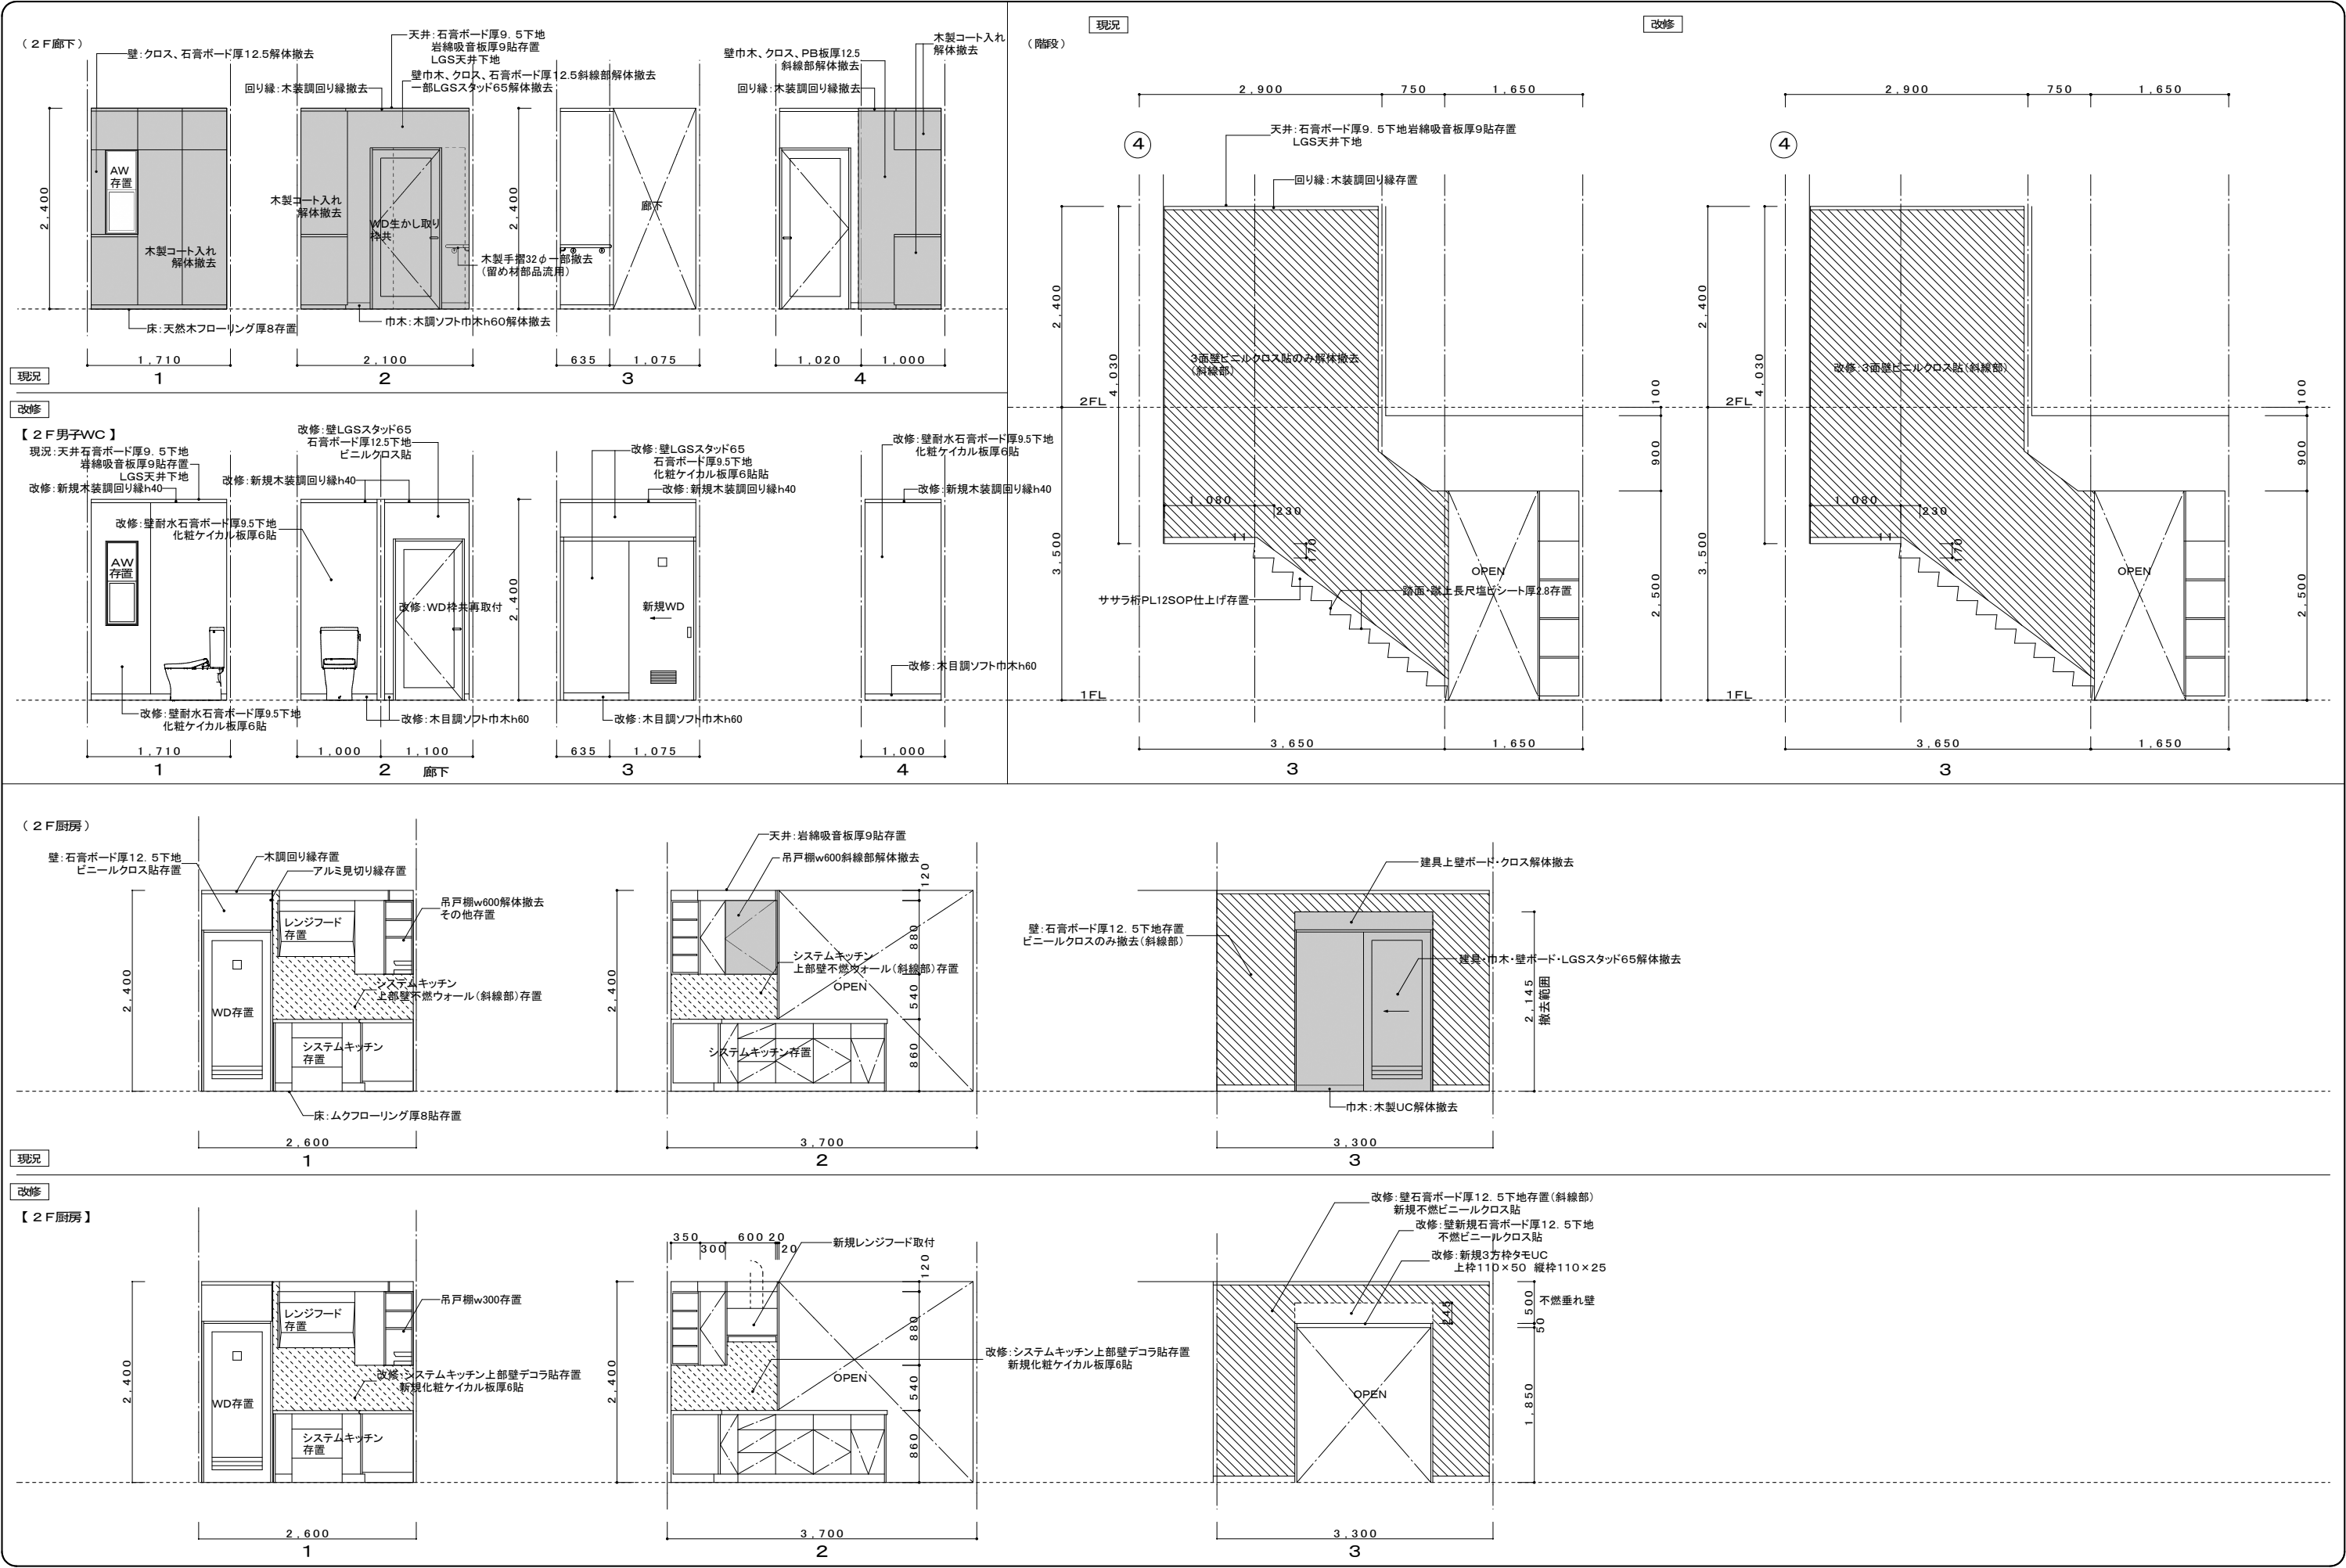 （２Ｆ廊下）
壁：クロス、石膏ボード厚12.5解体撤去
天井：石膏ボード厚９．５下地
岩綿吸音板厚９貼存置
LGS天井下地
壁巾木、クロス、石膏ボード厚１２.５斜線部解体撤去
一部LGSスタッド65解体撤去
回り縁：木装調回り縁撤去
壁巾木、クロス、PB板厚12.5
斜線部解体撤去
回り縁：木装調回り縁撤去
木製コート入れ
解体撤去
AW
存置
木製コート入れ
解体撤去
木製コート入れ
解体撤去
WD生かし取り
枠共
廊下
木製手摺32φ一部撤去
（留め材部品流用）
巾木：木調ソフト巾木h60解体撤去
床：天然木フローリング厚８存置
2,400
2,400
1,710
2,100
635
1,075
1,020
1,000
1
2
3
4
現況
改修
【２Ｆ男子WC】
現況：天井石膏ボード厚９．５下地
岩綿吸音板厚９貼存置
LGS天井下地
改修：新規木装調回り縁h40
改修：壁LGSスタッド65
石膏ボード厚12.5下地
ビニルクロス貼
改修：新規木装調回り縁h40
改修：壁耐水石膏ボード厚9.5下地
化粧ケイカル板厚６貼
改修：壁LGSスタッド65
石膏ボード厚9.5下地
化粧ケイカル板厚６貼貼
改修：新規木装調回り縁h40
改修：壁耐水石膏ボード厚9.5下地
化粧ケイカル板厚６貼
改修：新規木装調回り縁h40
AW
存置
改修：WD枠共再取付
新規WD
2,400
改修：木目調ソフト巾木h60
改修：壁耐水石膏ボード厚9.5下地
化粧ケイカル板厚６貼
改修：木目調ソフト巾木h60
改修：木目調ソフト巾木h60
1,710
1,000
1,100
635
1,075
1,000
1
2
廊下
3
4
現況
（階段）
2,900
750
1,650
4
天井：石膏ボード厚９．５下地岩綿吸音板厚９貼存置
LGS天井下地
回り縁：木装調回り縁存置
2,400
4,030
3面壁ビニルクロス貼のみ解体撤去
（斜線部）
2FL
100
900
1,080
230
11
170
3,500
OPEN
2,500
ササラ桁PL12SOP仕上げ存置
踏面・蹴上長尺塩ビシート厚2.8存置
1FL
3,650
1,650
3
改修
2,900
750
1,650
4
2,400
4,030
改修：3面壁ビニルクロス貼（斜線部）
2FL
100
900
1,080
230
11
170
3,500
OPEN
2,500
1FL
3,650
1,650
3
（２Ｆ厨房）
壁：石膏ボード厚１２．５下地
ビニールクロス貼存置
木調回り縁存置
アルミ見切り縁存置
レンジフード
存置
吊戸棚w600解体撤去
その他存置
システムキッチン
上部壁不燃ウォール（斜線部）存置
WD存置
システムキッチン
存置
床：ムクフローリング厚８貼存置
2,400
2,600
1
天井：岩綿吸音板厚９貼存置
吊戸棚w600斜線部解体撤去
システムキッチン
上部壁不燃ウォール（斜線部）存置
OPEN
システムキッチン存置
120
880
540
860
2,400
3,700
2
建具上壁ボード・クロス解体撤去
壁：石膏ボード厚１２．５下地存置
ビニールクロスのみ撤去（斜線部）
建具・巾木・壁ボード・LGSスタッド65解体撤去
2,145
撤去範囲
巾木：木製UC解体撤去
3,300
3
現況
改修
【２Ｆ厨房】
レンジフード
存置
吊戸棚w300存置
改修：システムキッチン上部壁デコラ貼存置
新規化粧ケイカル板厚6貼
WD存置
システムキッチン
存置
2,400
2,600
1
350
300
600
20
20
新規レンジフード取付
120
880
540
860
OPEN
改修：システムキッチン上部壁デコラ貼存置
新規化粧ケイカル板厚6貼
2,400
3,700
2
改修：壁石膏ボード厚１２．５下地存置（斜線部）
新規不燃ビニールクロス貼
改修：壁新規石膏ボード厚１２．５下地
不燃ビニールクロス貼
改修：新規３方枠タモUC
上枠１１０×５０ 縦枠１１０×２５
245
500
不燃垂れ壁
50
1,850
OPEN
3,300
3